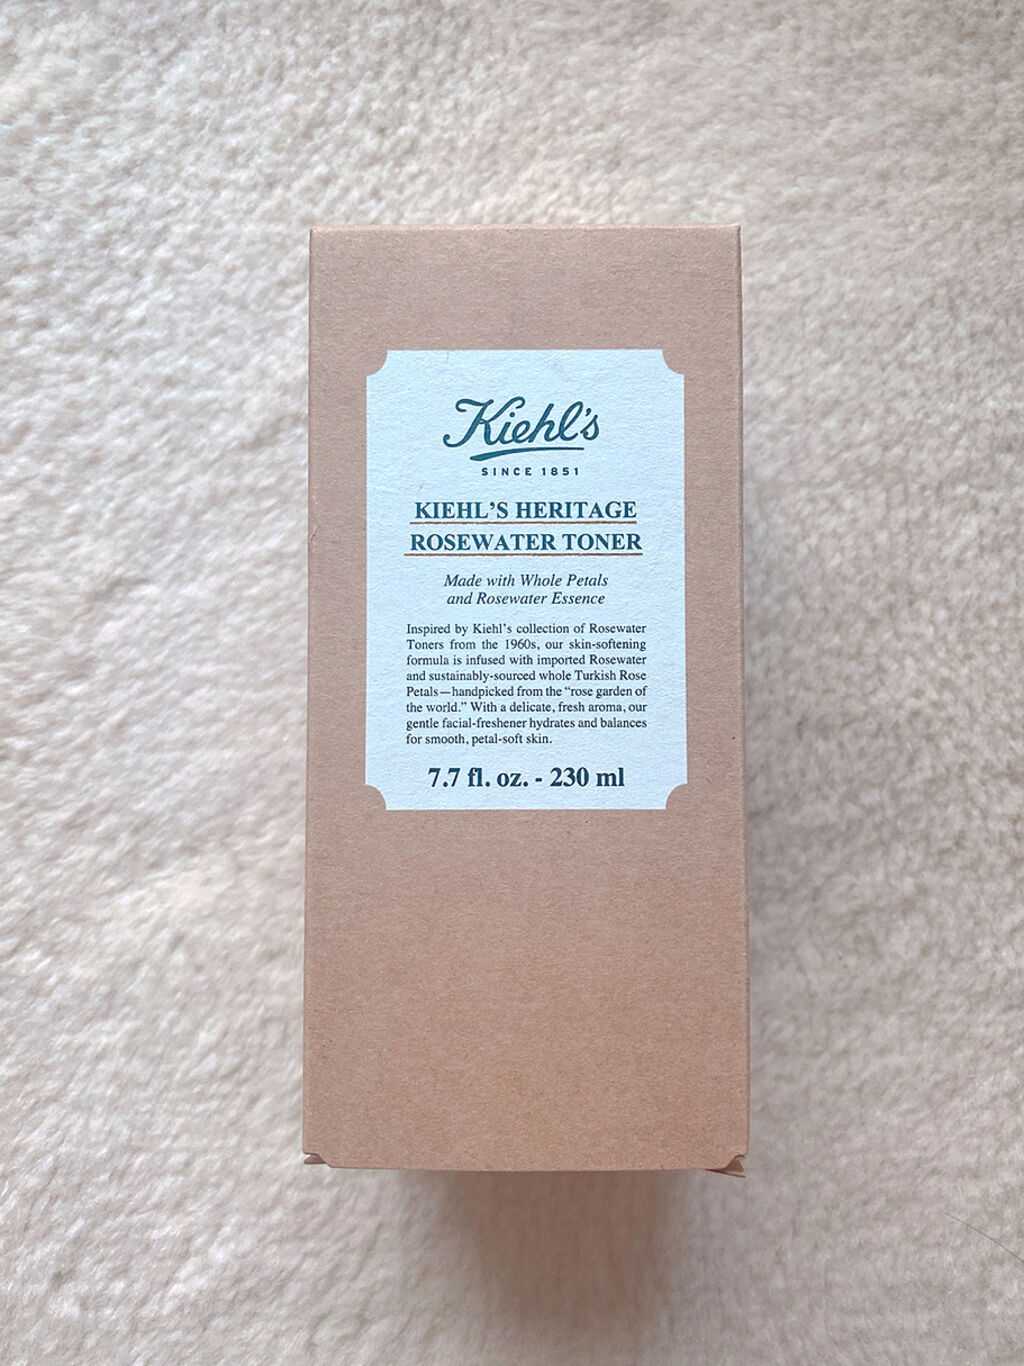 Kiehl's
SINCE 1851
KIEHL'S HERITAGE
ROSEWATER TONER
Made with Whole Petals
and Rosewater Essence
Inspired by Kiehl's collection of Rosewater
Toners from the 1960s, our skin-softening
formula is infused with imported Rosewater
and sustainably-sourced whole Turkish Rose
Petals—handpicked from the “rose garden of
the world.” With a delicate, fresh aroma, our
gentle facial-freshener hydrates and balances
for smooth, petal-soft skin.
7.7 fl. oz. - 230 ml